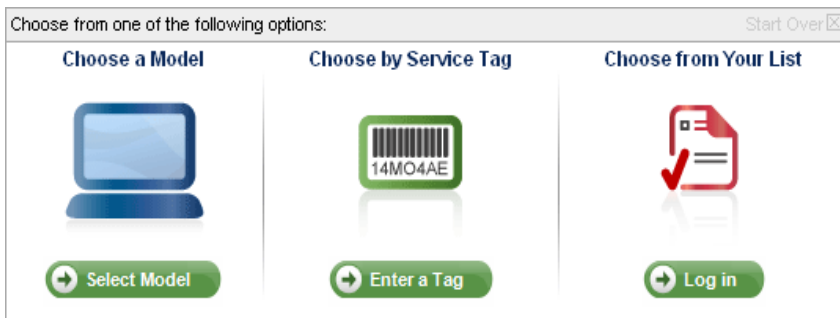 Choose from one of the following options:
Start Over
Choose a Model
Choose by Service Tag
Choose from Your List
14MO4AE
Select Model
Enter a Tag
Log in